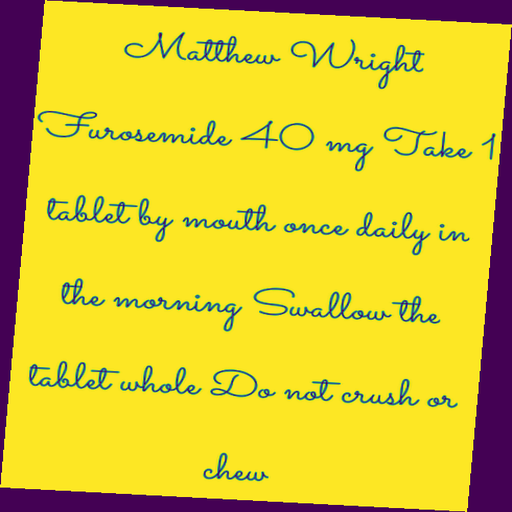 Matthew Wright
Furosemide 40 mg Take 1
tablet by mouth once daily in
the morning Swallow the
tablet whole Do not crush or
chew